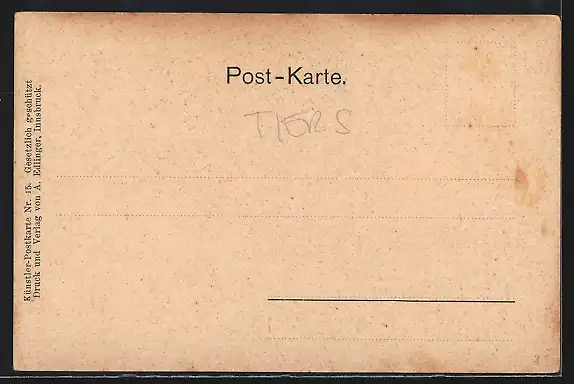 Post-Karte.
TIERS
Künstler-Postkarte Nr. 15. Gesetzlich geschützt
Druck und Verlag von A. Edlinger, Innsbruck.